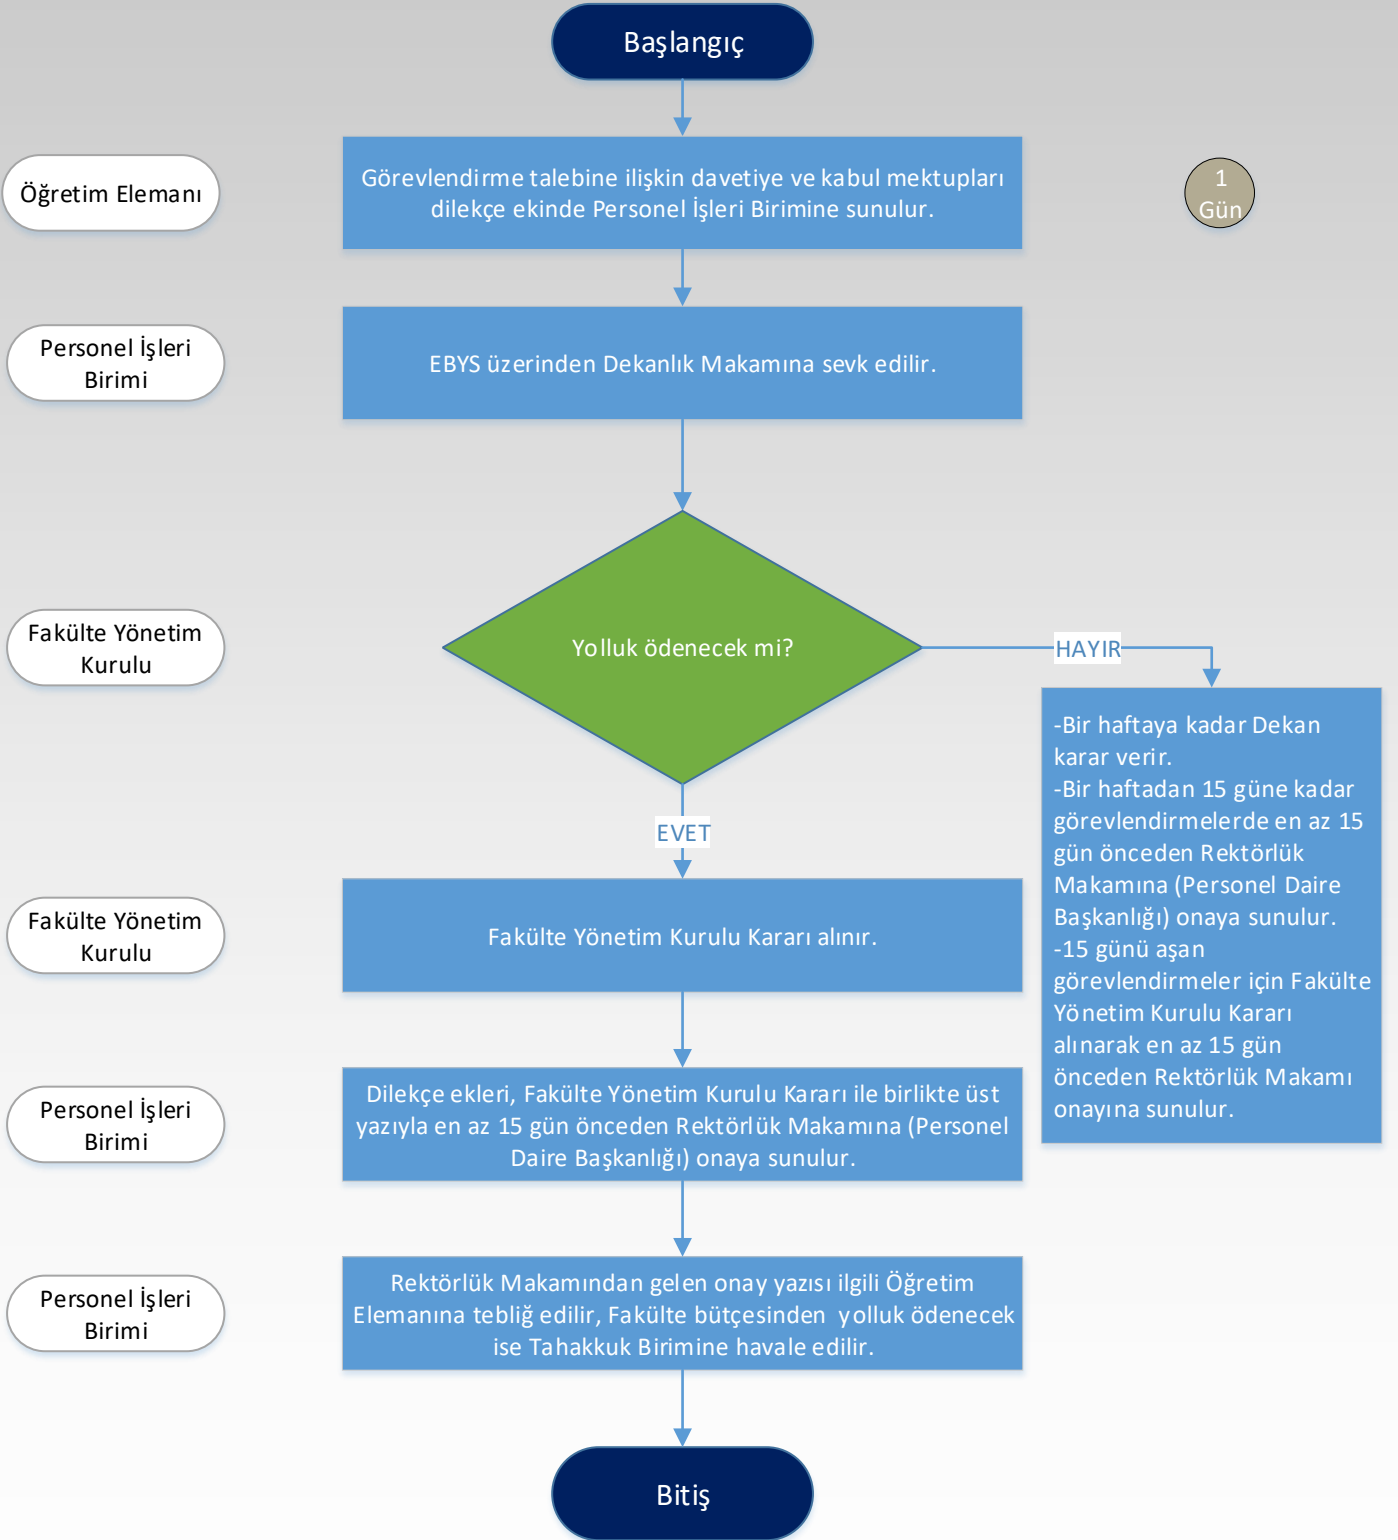 Başlangıç
Öğretim Elemanı
Görevlendirme talebine ilişkin davetiye ve kabul mektupları
dilekçe ekinde Personel İşleri Birimine sunulur.
1
Gün
Personel İşleri
Birimi
EBYS üzerinden Dekanlık Makamına sevk edilir.
Fakülte Yönetim
Kurulu
Yolluk ödenecek mi?
HAYIR
-Bir haftaya kadar Dekan
karar verir.
-Bir haftadan 15 güne kadar
görevlendirmelerde en az 15
gün önceden Rektörlük
Makamına (Personel Daire
Başkanlığı) onaya sunulur.
-15 günü aşan
görevlendirmeler için Fakülte
Yönetim Kurulu Kararı
alınarak en az 15 gün
önceden Rektörlük Makamı
onayına sunulur.
EVET
Fakülte Yönetim
Kurulu
Fakülte Yönetim Kurulu Kararı alınır.
Personel İşleri
Birimi
Dilekçe ekleri, Fakülte Yönetim Kurulu Kararı ile birlikte üst
yazıyla en az 15 gün önceden Rektörlük Makamına (Personel
Daire Başkanlığı) onaya sunulur.
Personel İşleri
Birimi
Rektörlük Makamından gelen onay yazısı ilgili Öğretim
Elemanına tebliğ edilir, Fakülte bütçesinden yolluk ödenecek
ise Tahakkuk Birimine havale edilir.
Bitiş